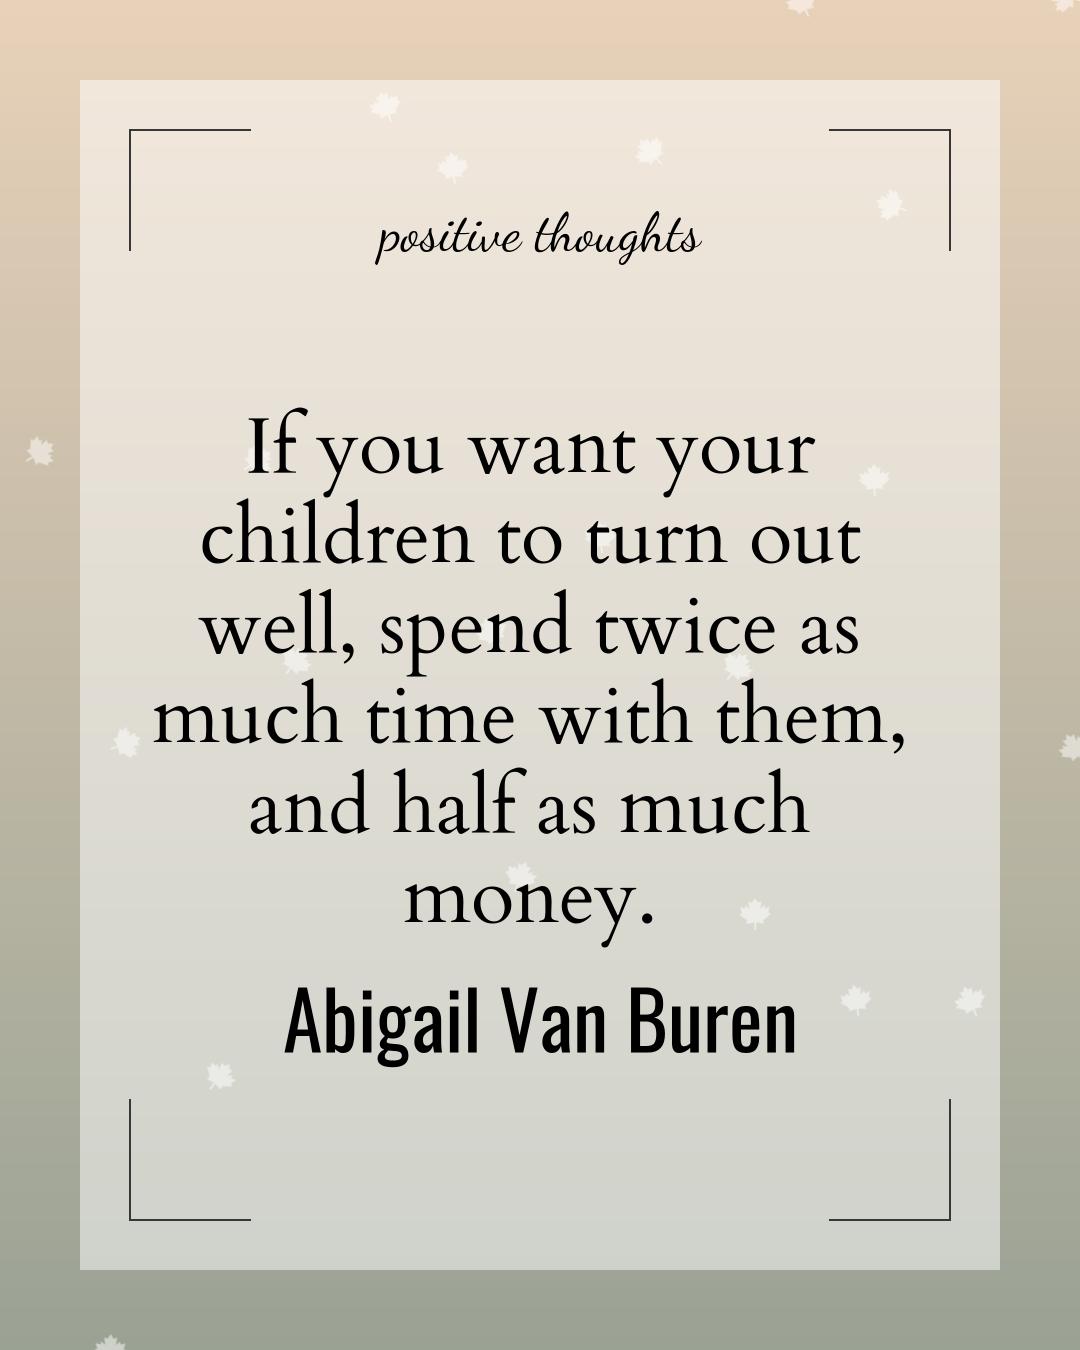 positive thoughts
If you want your
children to turn out
well, spend twice as
much time with them,
and half as much
money.
Abigail Van Buren